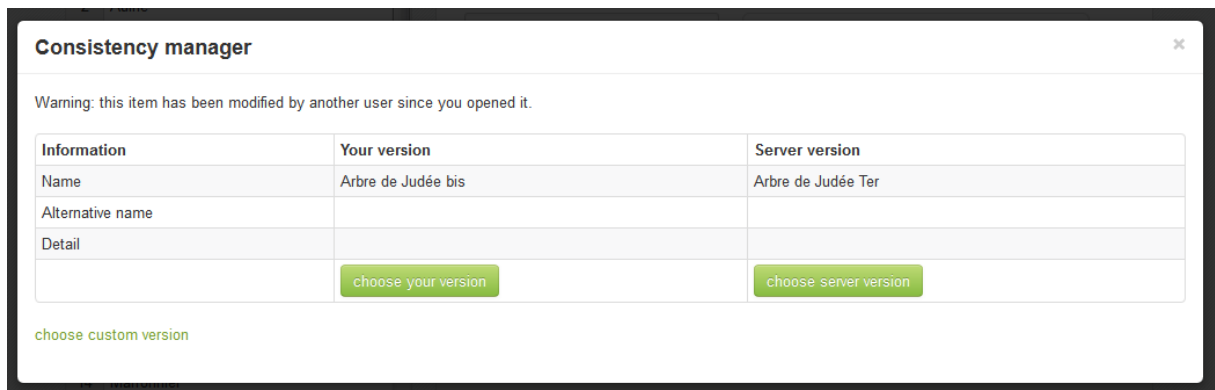 Consistency manager ×
Warning: this item has been modified by another user since you opened it.
Information Your version Server version
Name Arbre de Judée bis Arbre de Judée Ter
Alternative name
Detail
choose your version choose server version
choose custom version
14 Marronnier